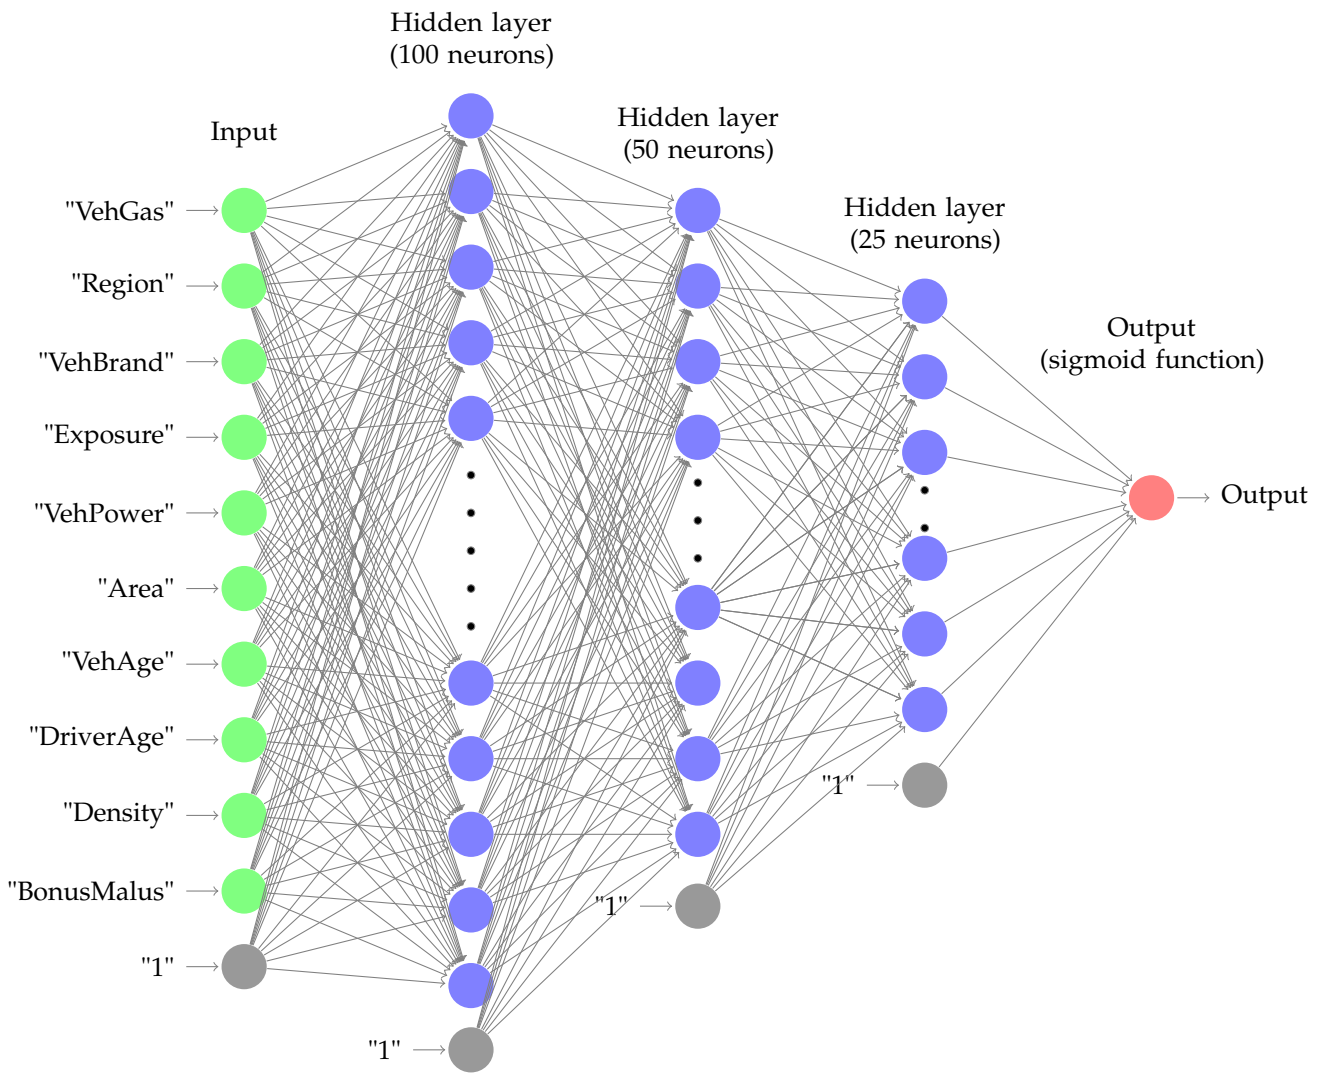 Hidden layer
(100 neurons)
Hidden layer
(50 neurons)
Input
Hidden layer
(25 neurons)
Output
(sigmoid function)
"VehGas"
"Region"
"VehBrand"
"Exposure"
"VehPower"
"Area"
"VehAge"
"DriverAge"
"Density"
"BonusMalus"
"1"
"1"
"1"
"1"
Output